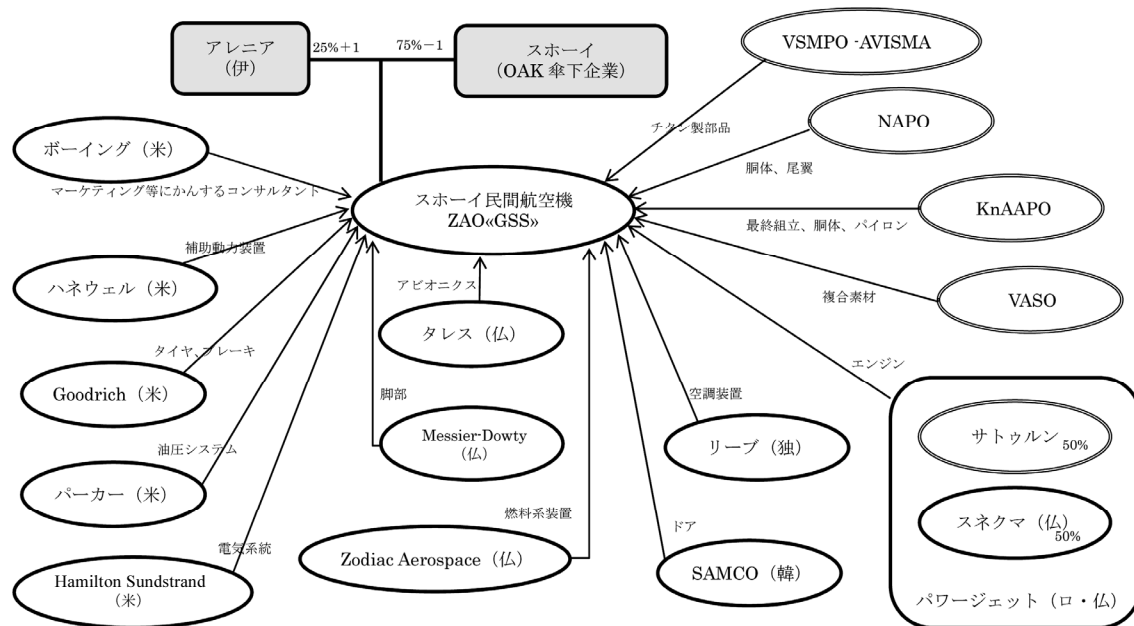 アレニア
（伊）
25%＋1
75%－1
スホーイ
（OAK 傘下企業）
VSMPO -AVISMA
チタン製部品
NAPO
胴体、尾翼
ボーイング（米）
マーケティング等にかんするコンサルタント
スホーイ民間航空機
ZAO«GSS»
KnAAPO
最終組立、胴体、パイロン
補助動力装置
ハネウェル（米）
アビオニクス
タレス（仏）
複合素材
VASO
タイヤ、ブレーキ
Goodrich（米）
脚部
Messier-Dowty
（仏）
空調装置
リーブ（独）
エンジン
サトゥルン
50%
スネクマ（仏）
50%
パワージェット（ロ・仏）
油圧システム
パーカー（米）
電気系統
Hamilton Sundstrand
（米）
燃料系装置
Zodiac Aerospace（仏）
ドア
SAMCO（韓）